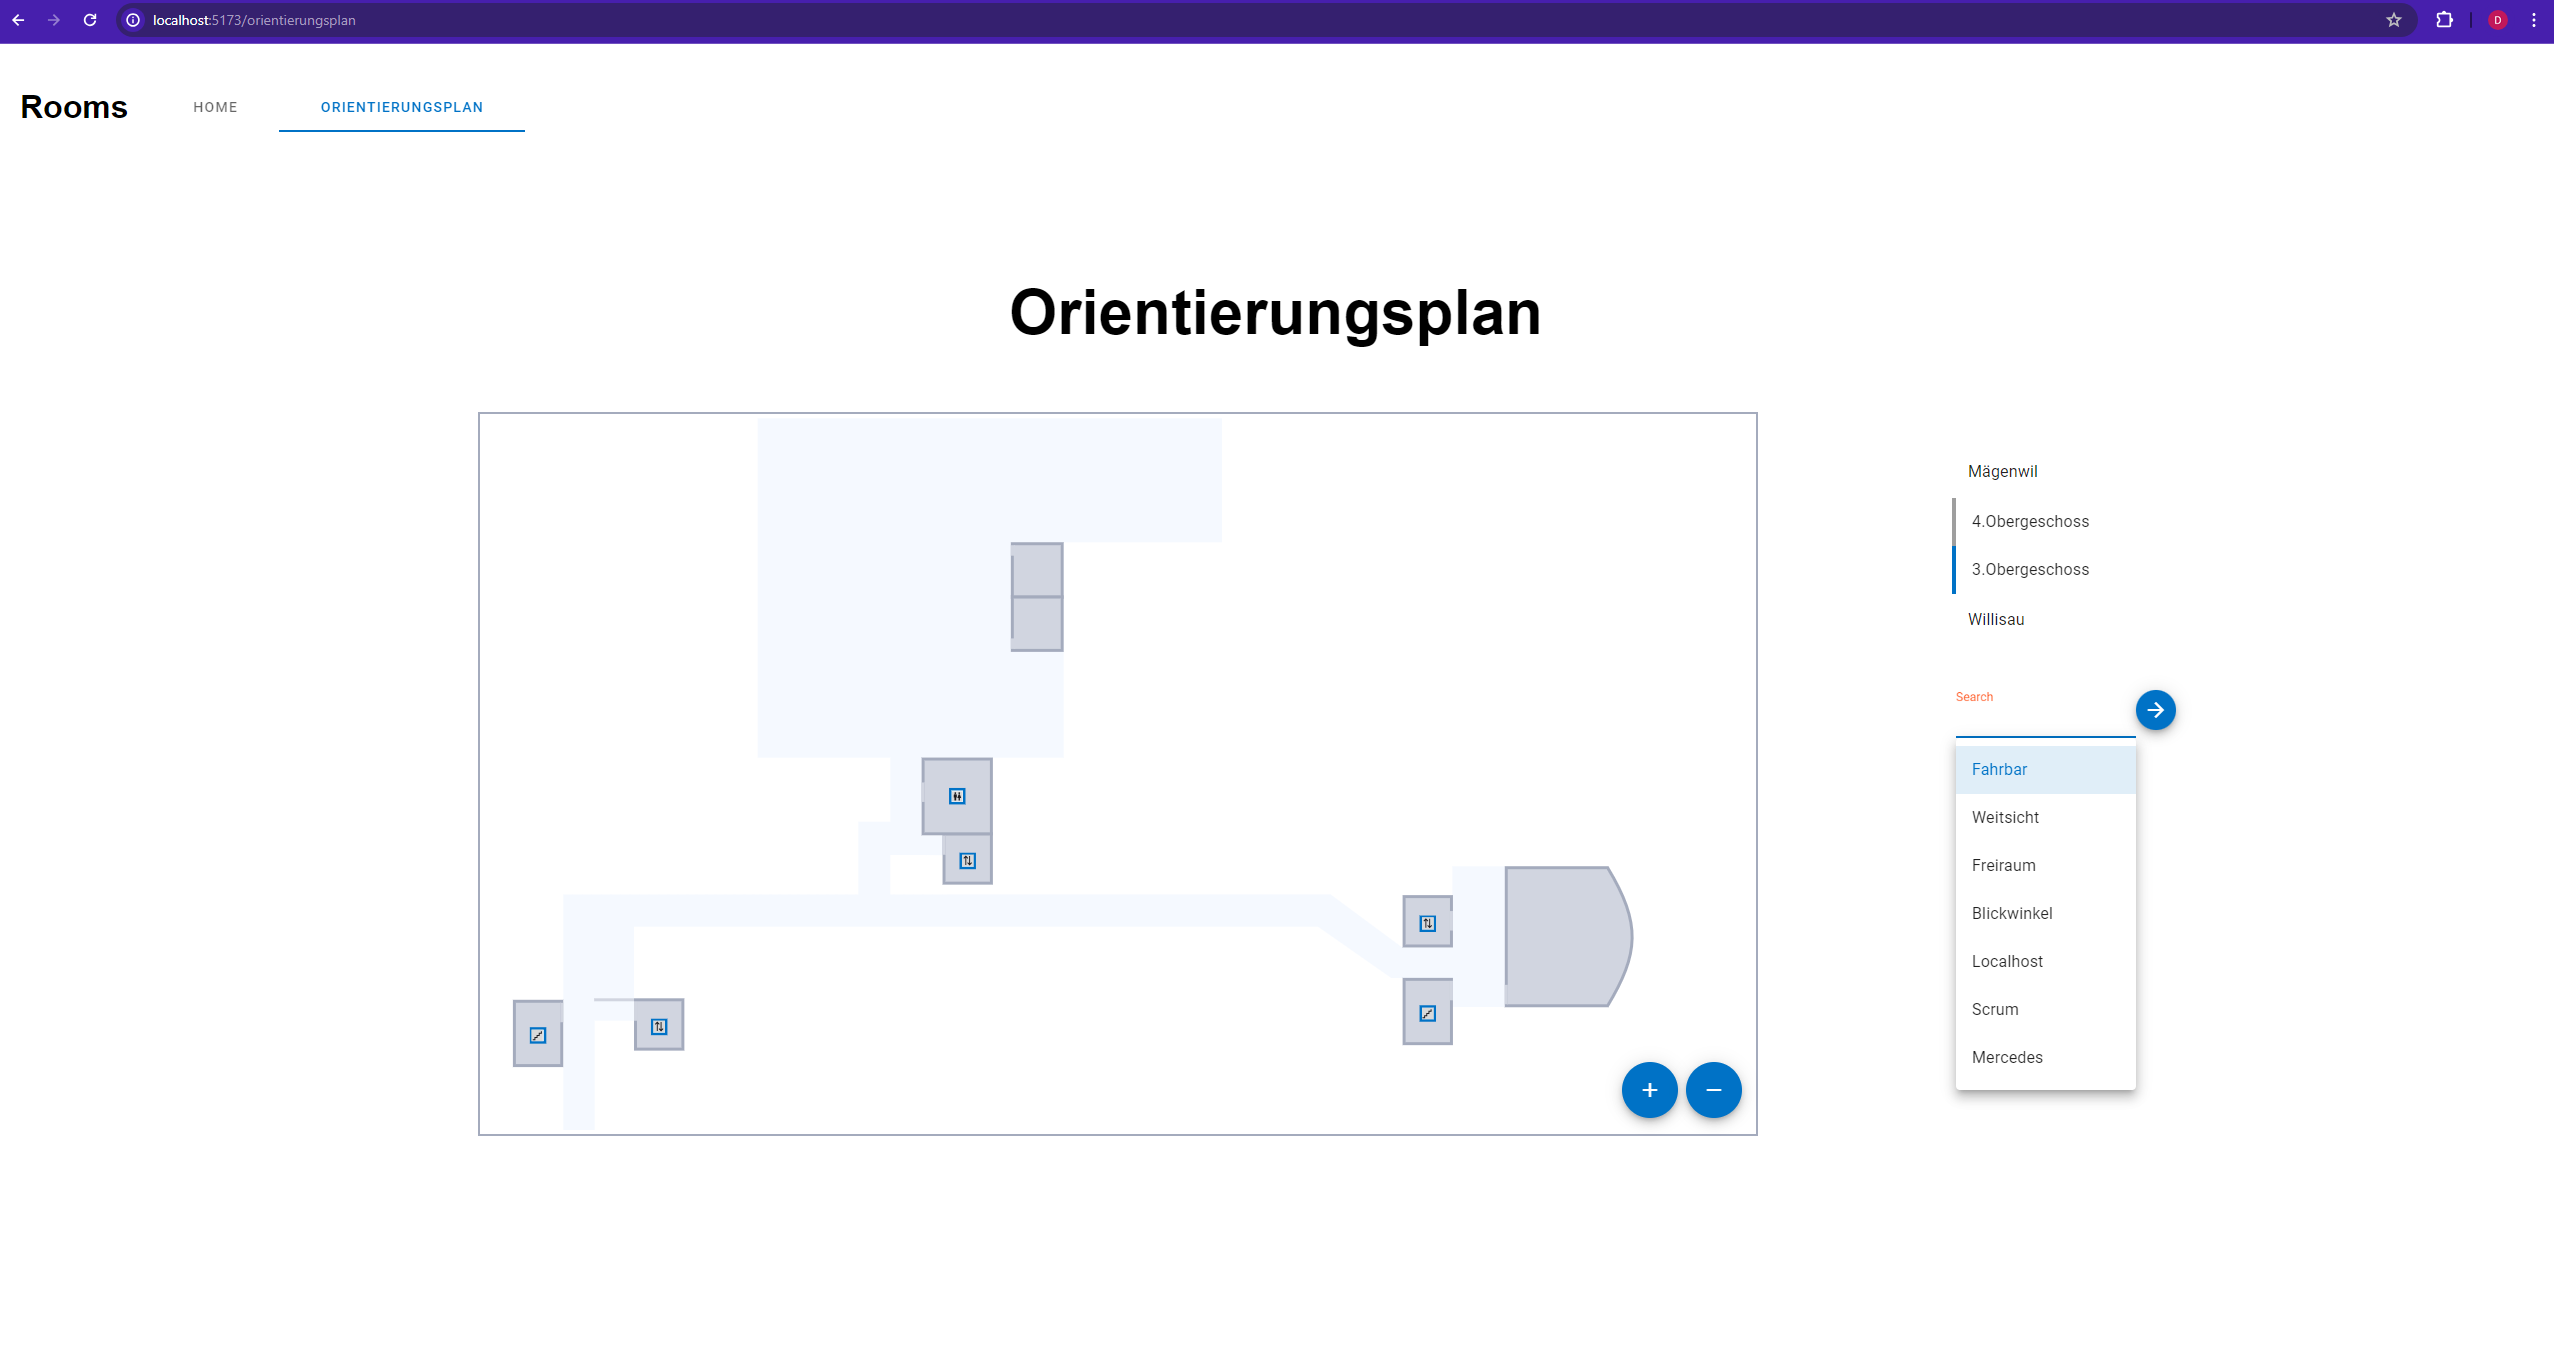 localhost:5173/orientierungsplan
D
Rooms
HOME
ORIENTIERUNGSPLAN
Orientierungsplan
Mägenwil
4.Obergeschoss
3.Obergeschoss
Willisau
Search
Fahrbar
Weitsicht
Freiraum
Blickwinkel
Localhost
Scrum
Mercedes